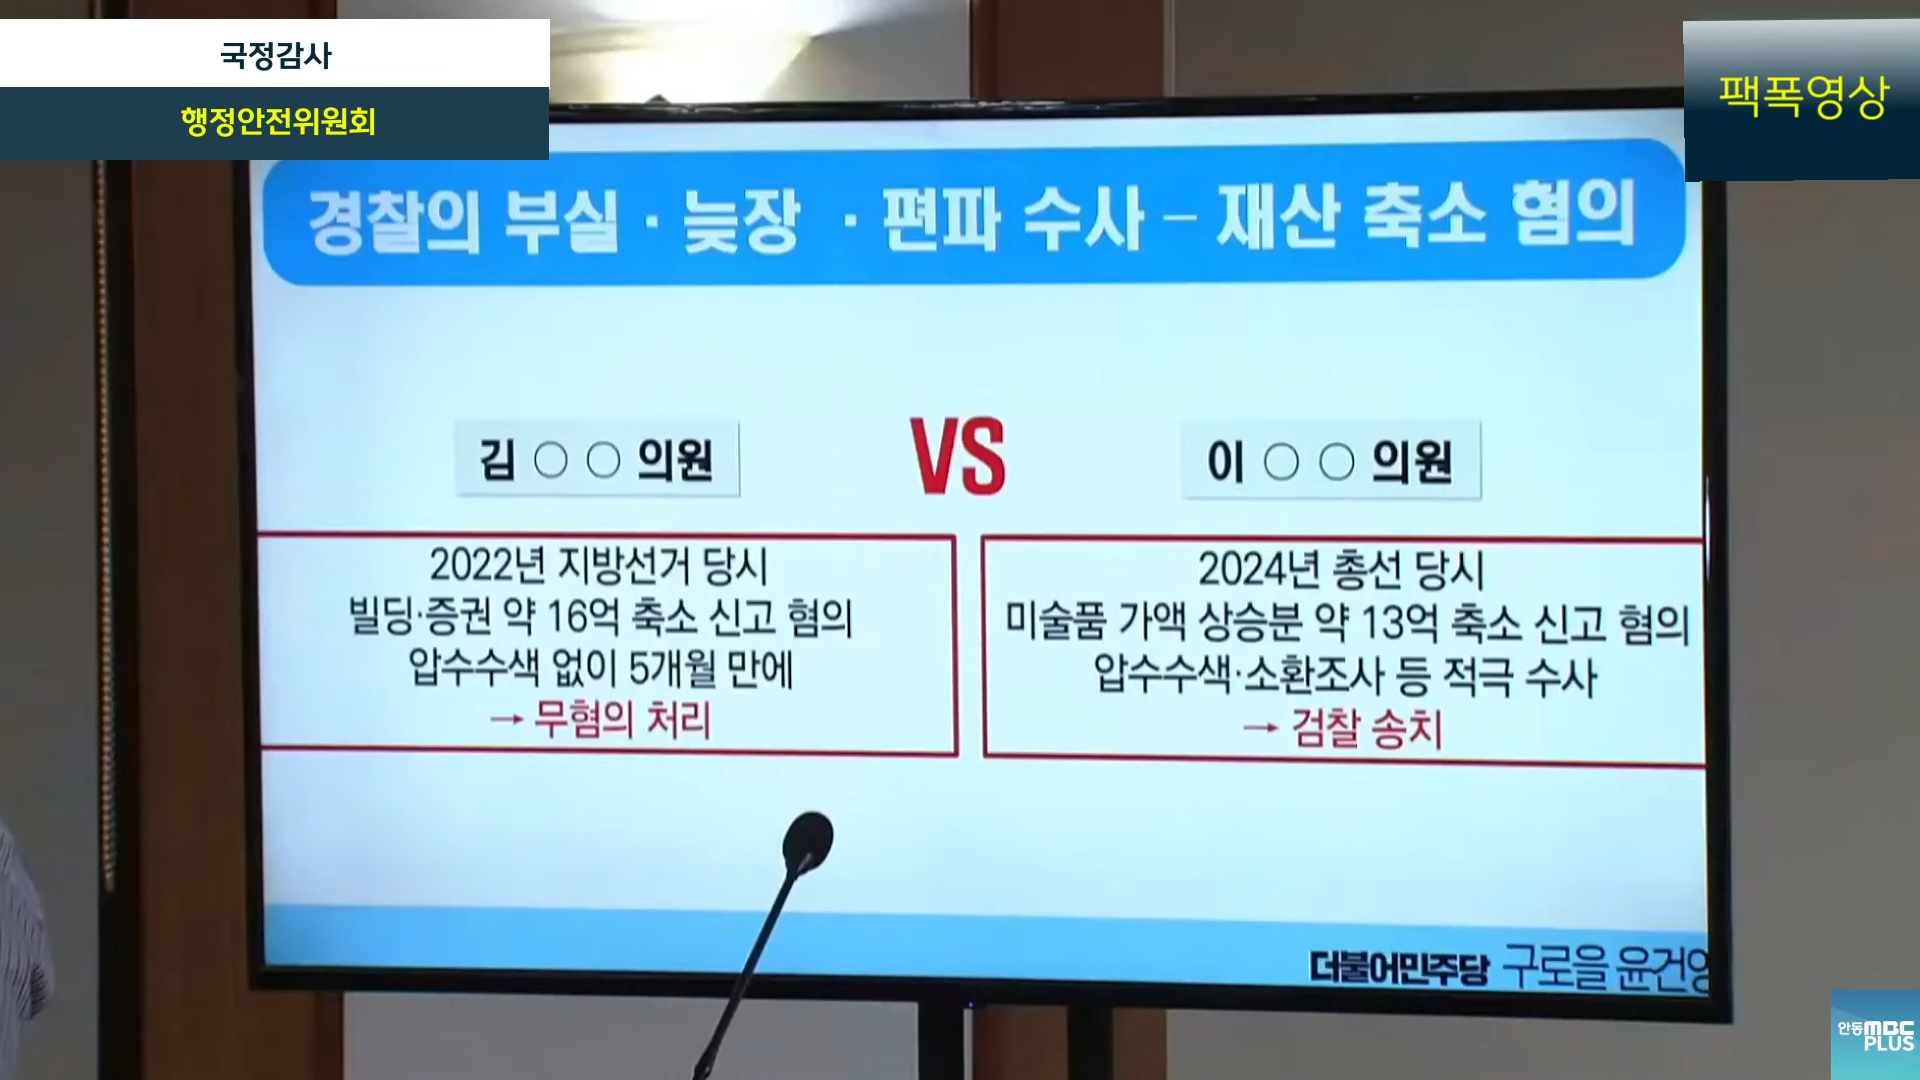 국정감사
행정안전위원회
팩폭영상
경찰의 부실 · 늦장 · 편파 수사 – 재산 축소 혐의
김 ○ ○ 의원
VS
이 ○ ○ 의원
2022년 지방선거 당시
빌딩·증권 약 16억 축소 신고 혐의
압수수색 없이 5개월 만에
→ 무혐의 처리
2024년 총선 당시
미술품 가액 상승분 약 13억 축소 신고 혐의
압수수색·소환조사 등 적극 수사
→ 검찰 송치
더불어민주당 구로을 윤건영
안동MBC
PLUS